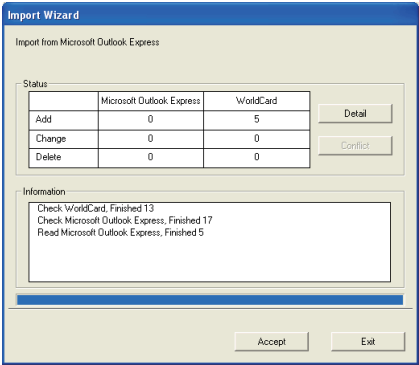 Import Wizard
Import from Microsoft Outlook Express
Status
Microsoft Outlook Express WorldCard
Add 0 5
Change 0 0
Delete 0 0
Detail
Conflict
Information
Check WorldCard, Finished 13
Check Microsoft Outlook Express, Finished 17
Read Microsoft Outlook Express, Finished 5
Accept Exit